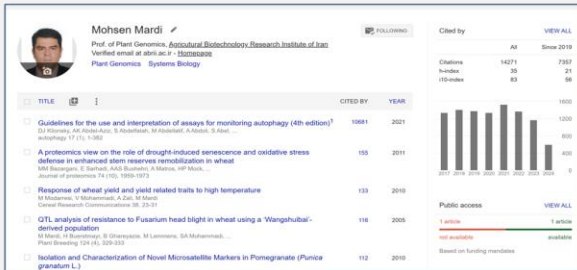 Mohsen Mardi
FOLLOWING
Prof. of Plant Genomics, Agricutural Biotechnology Research Institute of Iran
Verified email at abrii.ac.ir - Homepage
Plant Genomics Systems Biology
TITLE CITED BY YEAR
Guidelines for the use and interpretation of assays for monitoring autophagy (4th edition)1 10681 2021
DJ Klionsky, AK Abdel-Aziz, S Abdelfatah, M Abdellatif, A Abdoli, S Abel, ...
autophagy 17 (1), 1-382
A proteomics view on the role of drought-induced senescence and oxidative stress 155 2011
defense in enhanced stem reserves remobilization in wheat
MM Bazargani, E Sarhadi, AAS Bushehri, A Matros, HP Mock, ...
Journal of proteomics 74 (10), 1959-1973
Response of wheat yield and yield related traits to high temperature 133 2010
M Modarresi, V Mohammadi, A Zali, M Mardi
Cereal Research Communications 38, 23-31
QTL analysis of resistance to Fusarium head blight in wheat using a 'Wangshuibai'- 116 2005
derived population
M Mardi, H Buerstmayr, B Ghareyazie, M Lemmens, SA Mohammadi, ...
Plant Breeding 124 (4), 329-333
Isolation and Characterization of Novel Microsatellite Markers in Pomegranate (Punica 112 2010
granatum L.)
Cited by VIEW ALL
All Since 2019
Citations 14271 7357
h-index 35 21
i10-index 83 56
1600
1200
800
400
0
2017 2018 2019 2020 2021 2022 2023 2024
Public access VIEW ALL
1 article 1 article
not available available
Based on funding mandates